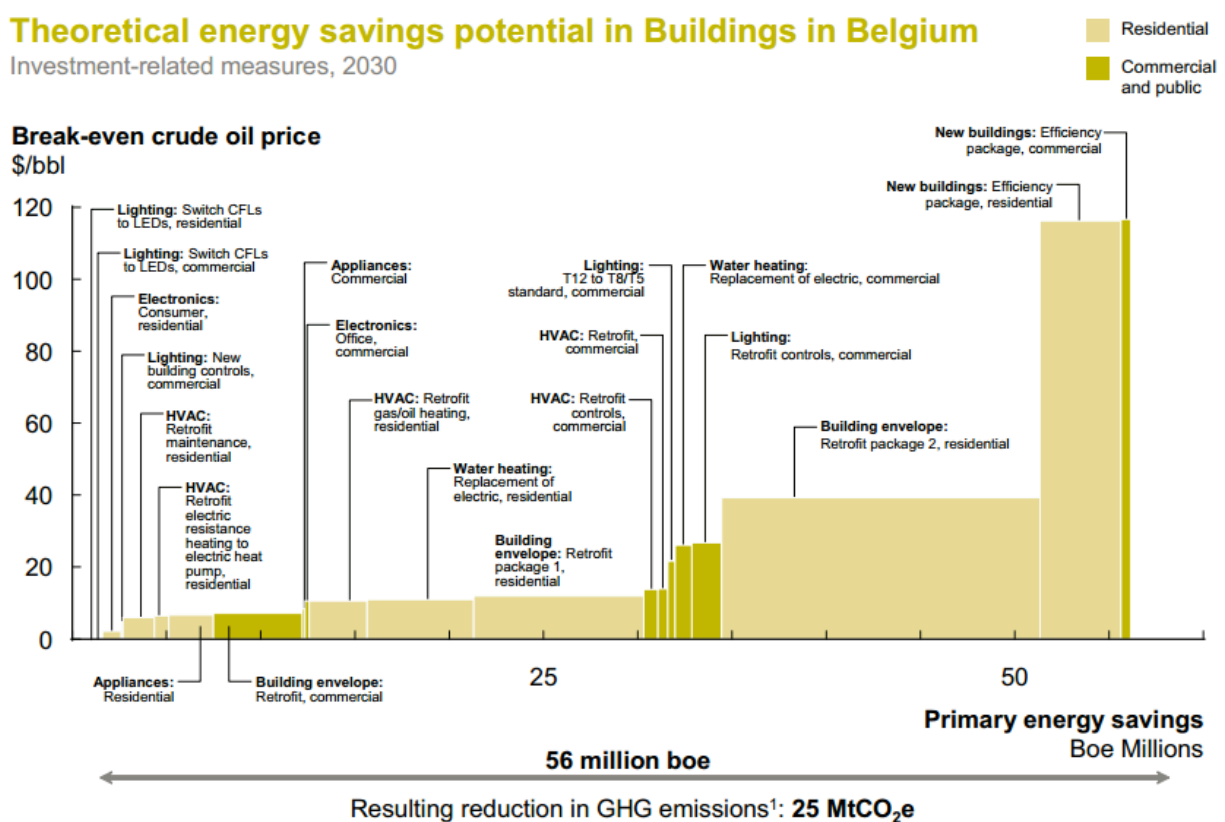 Theoretical energy savings potential in Buildings in Belgium
Investment-related measures, 2030
Residential
Commercial
and public
Break-even crude oil price
$/bbl
120
100
80
60
40
20
0
Lighting: Switch CFLs
to LEDs, residential
Lighting: Switch CFLs
to LEDs, commercial
Electronics:
Consumer,
residential
Lighting: New
building controls,
commercial
HVAC:
Retrofit
maintenance,
residential
HVAC:
Retrofit
electric
resistance
heating to
electric heat
pump,
residential
Appliances:
Residential
Building envelope:
Retrofit, commercial
Appliances:
Commercial
Electronics:
Office,
commercial
HVAC: Retrofit
gas/oil heating,
residential
Water heating:
Replacement of
electric, residential
Building
envelope: Retrofit
package 1,
residential
HVAC: Retrofit
controls,
commercial
HVAC: Retrofit,
commercial
Lighting:
T12 to T8/T5
standard, commercial
Water heating:
Replacement of electric, commercial
Lighting:
Retrofit controls, commercial
Building envelope:
Retrofit package 2, residential
New buildings: Efficiency
package, residential
New buildings: Efficiency
package, commercial
25
50
Primary energy savings
Boe Millions
56 million boe
Resulting reduction in GHG emissions¹: 25 MtCO₂e